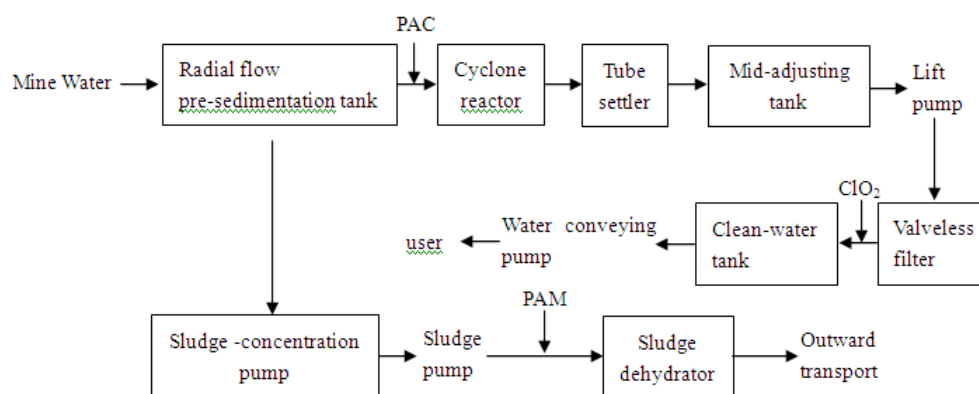 PAC
Mine Water
Radial flow
pre-sedimentation tank
Cyclone
reactor
Tube
settler
Mid-adjusting
tank
Lift
pump
ClO₂
Valveless
filter
Clean-water
tank
Water conveying
pump
user
PAM
Sludge -concentration
pump
Sludge
pump
Sludge
dehydrator
Outward
transport